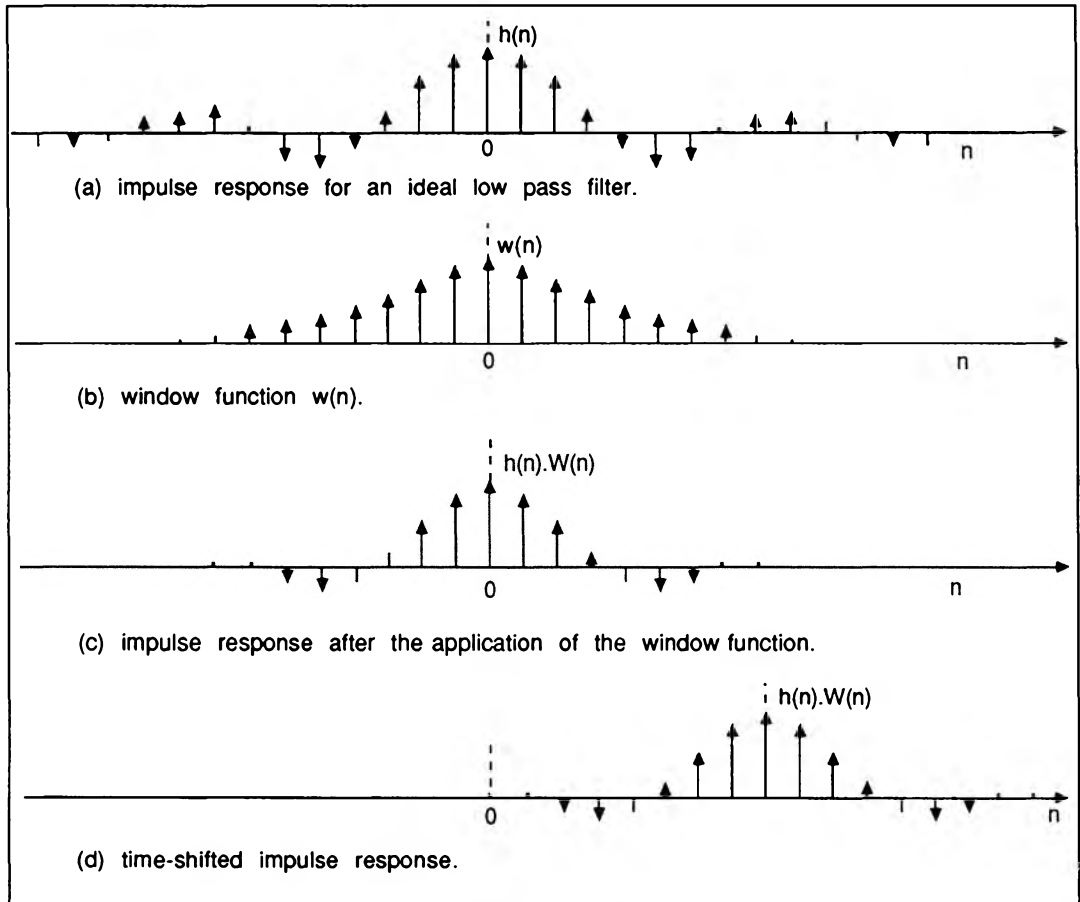 h(n)
0
n
(a) impulse response for an ideal low pass filter.
w(n)
0
n
(b) window function w(n).
h(n).W(n)
0
n
(c) impulse response after the application of the window function.
h(n).W(n)
0
n
(d) time-shifted impulse response.